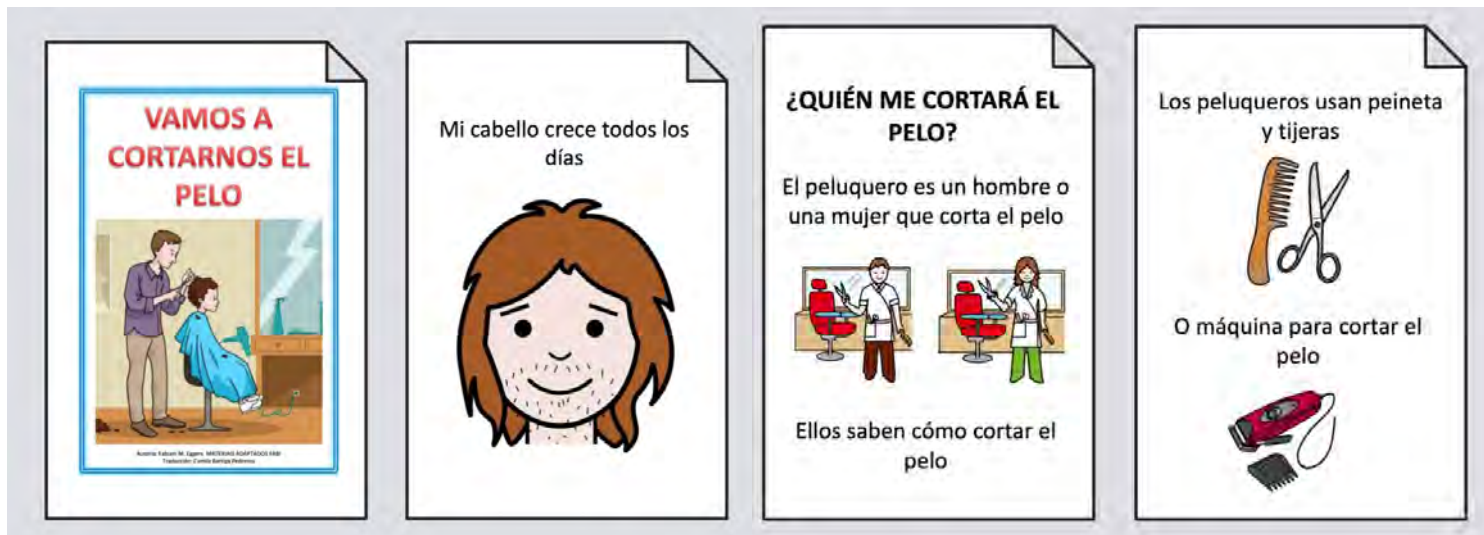 VAMOS A
CORTARNOS EL
PELO
Mi cabello crece todos los
días
¿QUIÉN ME CORTARÁ EL
PELO?
El peluquero es un hombre o
una mujer que corta el pelo
Ellos saben cómo cortar el
pelo
Los peluqueros usan peineta
y tijeras
O máquina para cortar el
pelo